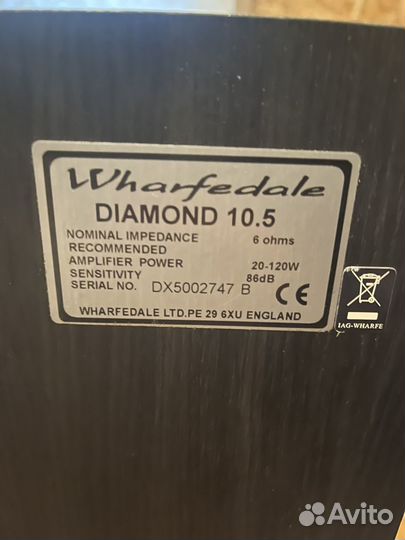 Wharfedale
DIAMOND 10.5
NOMINAL IMPEDANCE 6 ohms
RECOMMENDED
AMPLIFIER POWER 20-120W
SENSITIVITY 86dB
SERIAL NO. DX5002747 B CE
WHARFEDALE LTD.PE 29 6XU ENGLAND
IAG-WHARFE
Avito